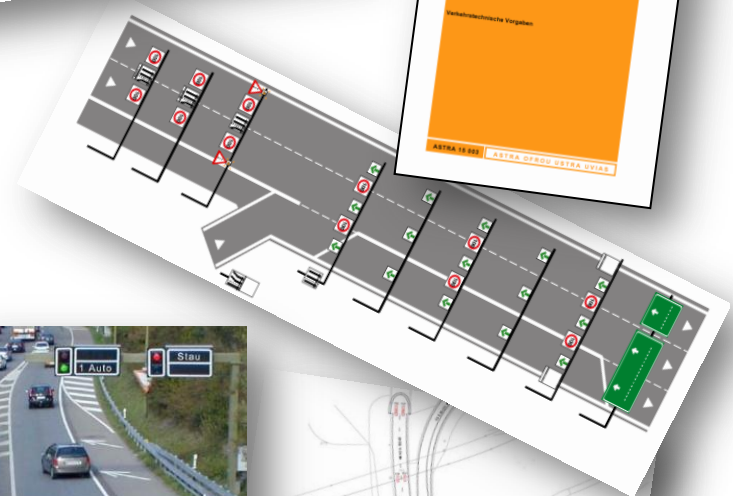 Verkehrstechnische Vorgaben
ASTRA 15 003
ASTRA OFROU USTRA UVIAS
1 Auto
Stau